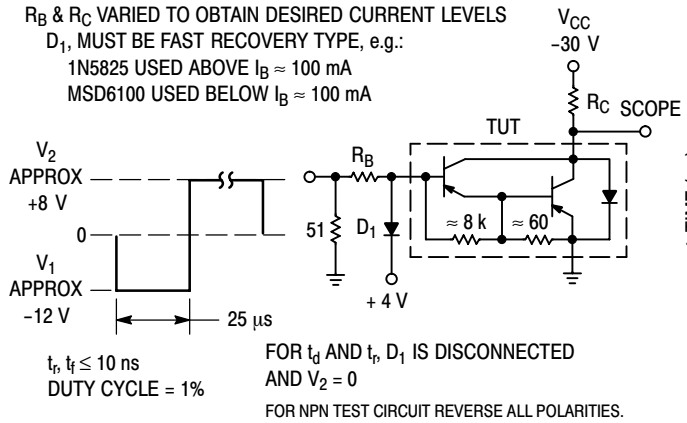 R_B & R_C VARIED TO OBTAIN DESIRED CURRENT LEVELS
D_1, MUST BE FAST RECOVERY TYPE, e.g.:
1N5825 USED ABOVE I_B ≈ 100 mA
MSD6100 USED BELOW I_B ≈ 100 mA
V_CC
−30 V
R_C SCOPE
TUT
V_2
APPROX
+8 V
0
V_1
APPROX
−12 V
25 μs
R_B
51
D_1
+ 4 V
≈ 8 k
≈ 60
t_r, t_f ≤ 10 ns
DUTY CYCLE = 1%
FOR t_d AND t_r, D_1 IS DISCONNECTED
AND V_2 = 0
FOR NPN TEST CIRCUIT REVERSE ALL POLARITIES.